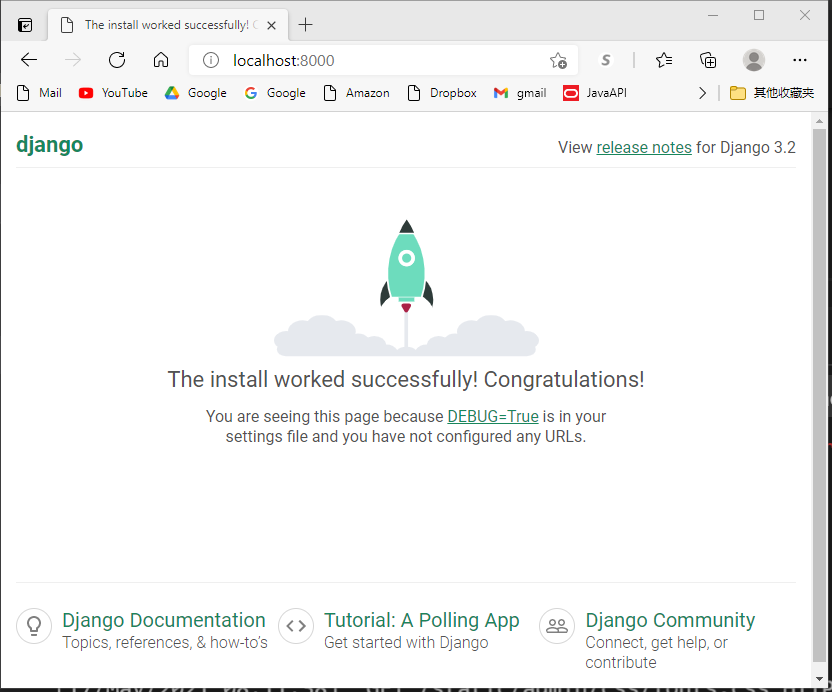 The install worked successfully! C
localhost:8000
S
Mail YouTube Google Google Amazon Dropbox gmail JavaAPI 其他收藏夹
django
View release notes for Django 3.2
The install worked successfully! Congratulations!
You are seeing this page because DEBUG=True is in your
settings file and you have not configured any URLs.
Django Documentation
Topics, references, & how-to's
Tutorial: A Polling App
Get started with Django
Django Community
Connect, get help, or
contribute